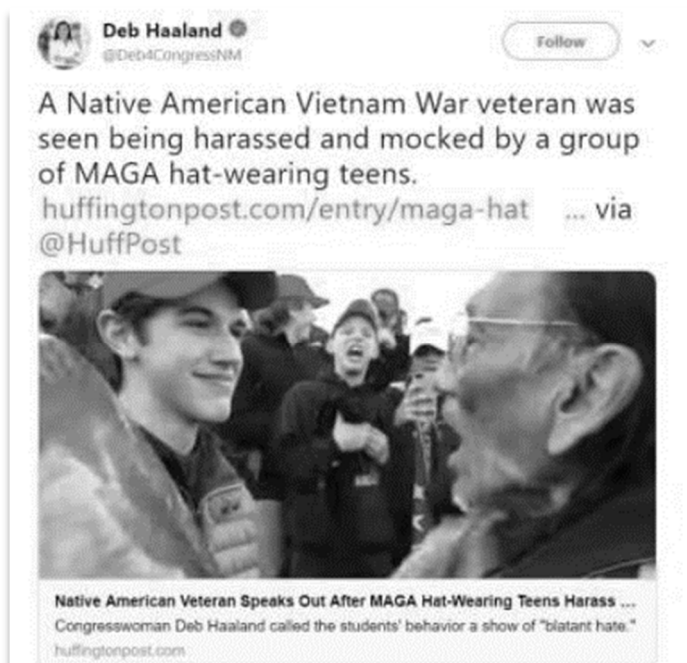 Deb Haaland
@Deb4CongressNM
Follow
A Native American Vietnam War veteran was
seen being harassed and mocked by a group
of MAGA hat-wearing teens.
huffingtonpost.com/entry/maga-hat ... via
@HuffPost
Native American Veteran Speaks Out After MAGA Hat-Wearing Teens Harass ...
Congresswoman Deb Haaland called the students' behavior a show of "blatant hate."
huffingtonpost.com